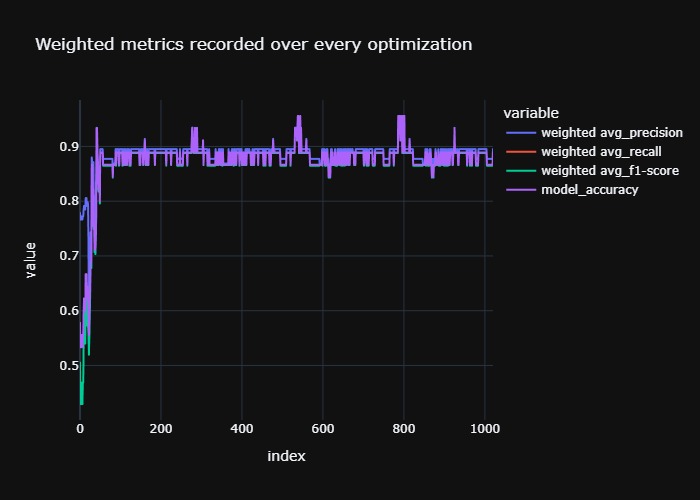 Weighted metrics recorded over every optimization
variable
weighted avg_precision
weighted avg_recall
weighted avg_f1-score
model_accuracy
0.9
0.8
0.7
0.6
0.5
value
0 200 400 600 800 1000
index